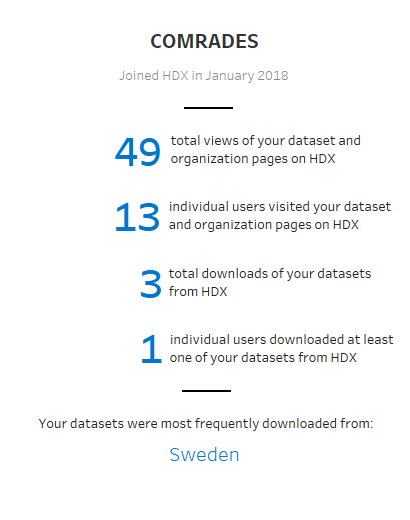 COMRADES
Joined HDX in January 2018
49 total views of your dataset and
organization pages on HDX
13 individual users visited your dataset
and organization pages on HDX
3 total downloads of your datasets
from HDX
1 individual users downloaded at least
one of your datasets from HDX
Your datasets were most frequently downloaded from:
Sweden